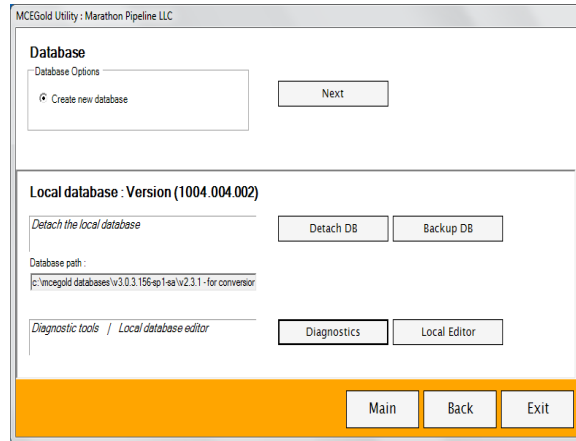 MCEGold Utility : Marathon Pipeline LLC
Database
Database Options
Create new database
Next
Local database : Version (1004.004.002)
Detach the local database
Detach DB
Backup DB
Database path :
c:\mcegold databases\v3.0.3.156-sp1-sa\v2.3.1 - for conversior
Diagnostic tools / Local database editor
Diagnostics
Local Editor
Main
Back
Exit